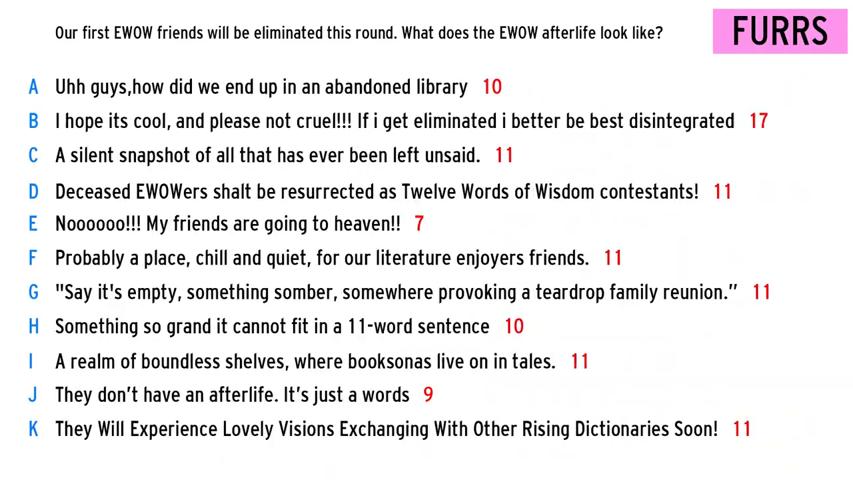 Our first EWOW friends will be eliminated this round. What does the EWOW afterlife look like?
FURRS
A Uhh guys,how did we end up in an abandoned library 10
B I hope its cool, and please not cruel!!! If i get eliminated i better be best disintegrated 17
C A silent snapshot of all that has ever been left unsaid. 11
D Deceased EWOWers shalt be resurrected as Twelve Words of Wisdom contestants! 11
E Noooooo!!! My friends are going to heaven!! 7
F Probably a place, chill and quiet, for our literature enjoyers friends. 11
G "Say it's empty, something somber, somewhere provoking a teardrop family reunion.” 11
H Something so grand it cannot fit in a 11-word sentence 10
I A realm of boundless shelves, where booksonas live on in tales. 11
J They don’t have an afterlife. It’s just a words 9
K They Will Experience Lovely Visions Exchanging With Other Rising Dictionaries Soon! 11